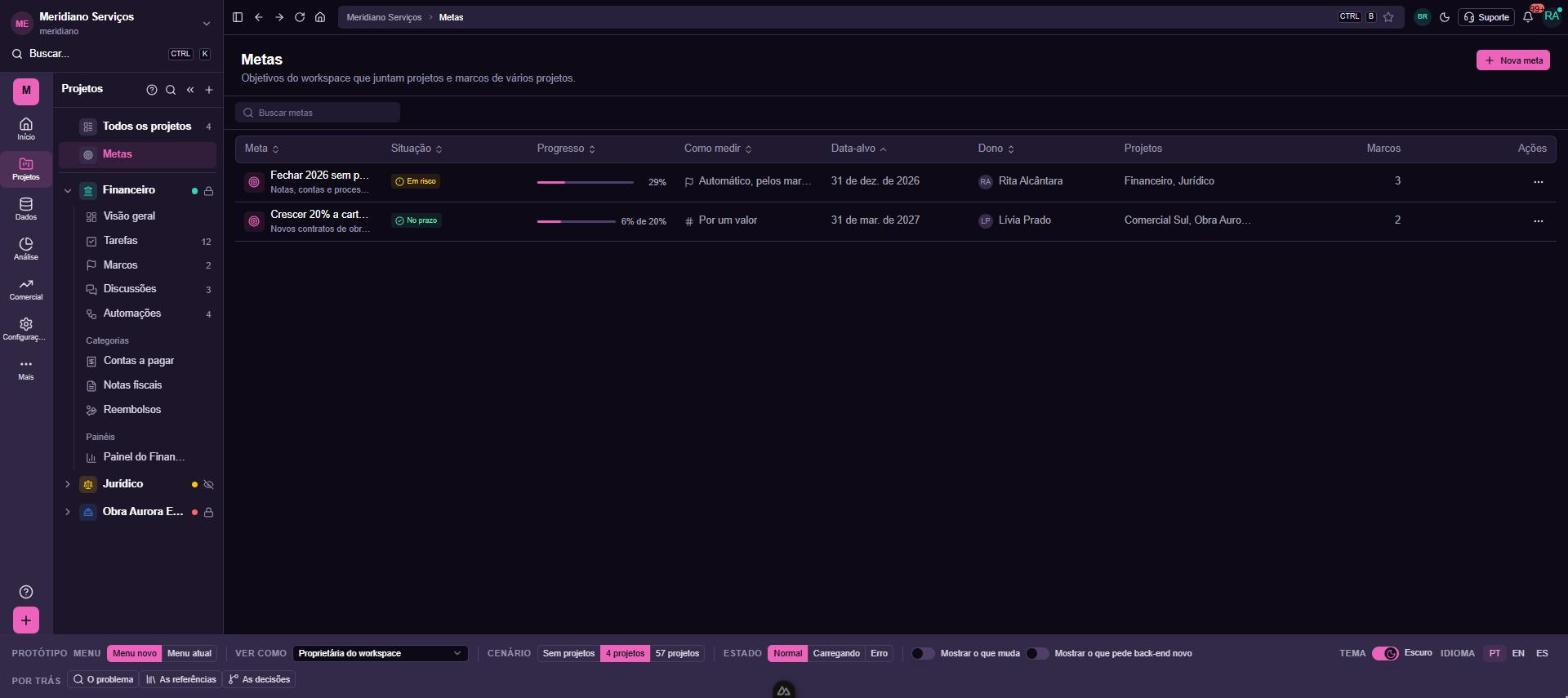 ME
Meridiano Serviços
meridiano
Buscar...
CTRL K
Meridiano Serviços > Metas
CTRL B
BR
Suporte
99+
RA
M
Início
Projetos
Dados
Análise
Comercial
Configuraç...
Mais
Projetos
Todos os projetos 4
Metas
Financeiro
Visão geral
Tarefas 12
Marcos 2
Discussões 3
Automações 4
Categorias
Contas a pagar
Notas fiscais
Reembolsos
Painéis
Painel do Finan...
Jurídico
Obra Aurora E...
Metas
Objetivos do workspace que juntam projetos e marcos de vários projetos.
Nova meta
Buscar metas
Meta Situação Progresso Como medir Data-alvo Dono Projetos Marcos Ações
Fechar 2026 sem p... Em risco 29% Automático, pelos mar... 31 de dez. de 2026 RA Rita Alcântara Financeiro, Jurídico 3
Notas, contas e proces...
Crescer 20% a cart... No prazo 6% de 20% # Por um valor 31 de mar. de 2027 LP Lívia Prado Comercial Sul, Obra Auro... 2
Novos contratos de obr...
PROTÓTIPO MENU Menu novo Menu atual VER COMO Proprietária do workspace CENÁRIO Sem projetos 4 projetos 57 projetos ESTADO Normal Carregando Erro Mostrar o que muda Mostrar o que pede back-end novo TEMA Escuro IDIOMA PT EN ES
POR TRÁS O problema As referências As decisões